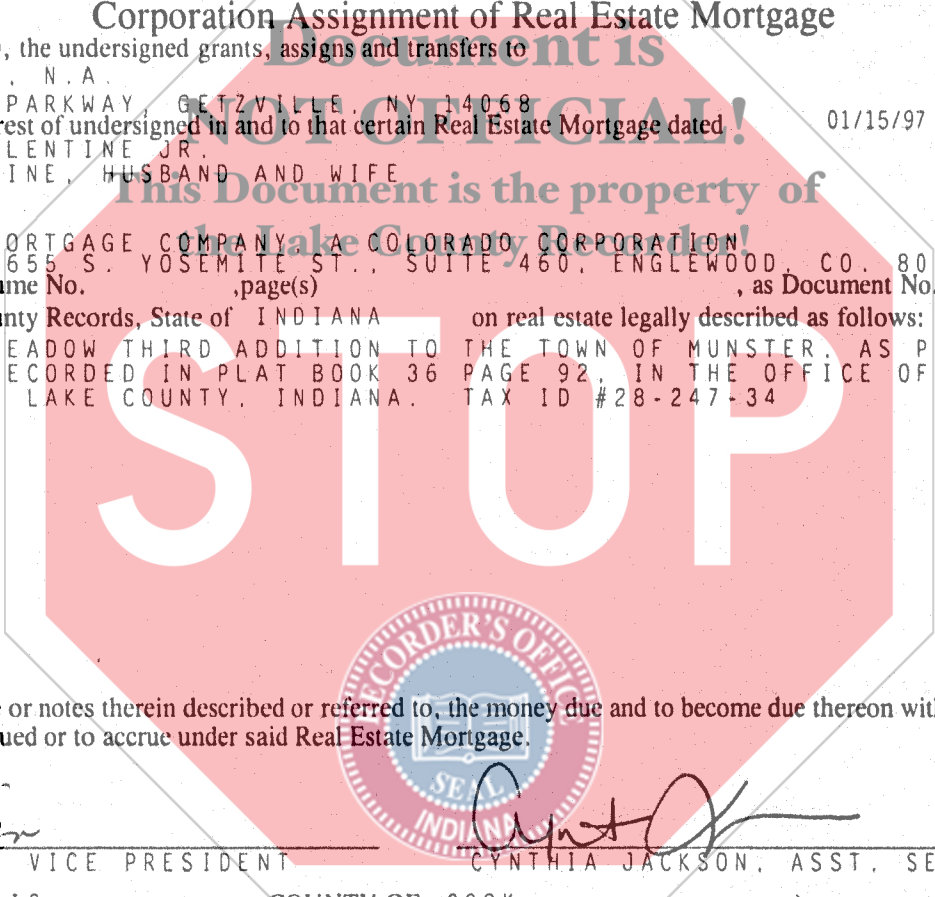 Corporation Assignment of Real Estate Mortgage
, the undersigned grants, assigns and transfers to
Document is
. N.A.
PARKWAY, GETZVILLE, NY 14068
NOT OFFICIAL!
rest of undersigned in and to that certain Real Estate Mortgage dated 01/15/97
LENTINE JR.
INE, HUSBAND AND WIFE
This Document is the property of
the Lake County Recorder!
ORTGAGE COMPANY, A COLORADO CORPORATION
655 S. YOSEMITE ST., SUITE 460, ENGLEWOOD, CO. 80
me No. ,page(s) , as Document No.
nty Records, State of INDIANA on real estate legally described as follows:
EADOW THIRD ADDITION TO THE TOWN OF MUNSTER, AS P
ECORDED IN PLAT BOOK 36 PAGE 92, IN THE OFFICE OF
LAKE COUNTY, INDIANA. TAX ID #28-247-34
STOP
RECORDER'S OFFICE
or notes therein described or referred to, the money due and to become due thereon wit
ued or to accrue under said Real Estate Mortgage.
SEAL
INDIANA
VICE PRESIDENT CYNTHIA JACKSON, ASST. SE